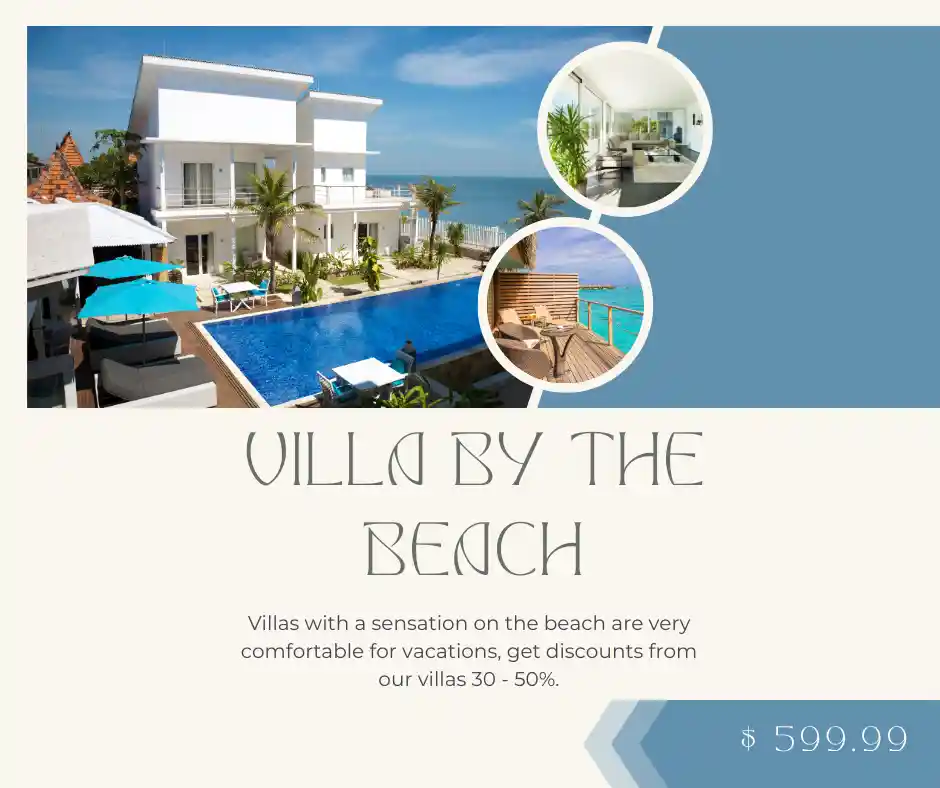 VILLA BY THE
BEACH
Villas with a sensation on the beach are very
comfortable for vacations, get discounts from
our villas 30 - 50%.
$ 599.99